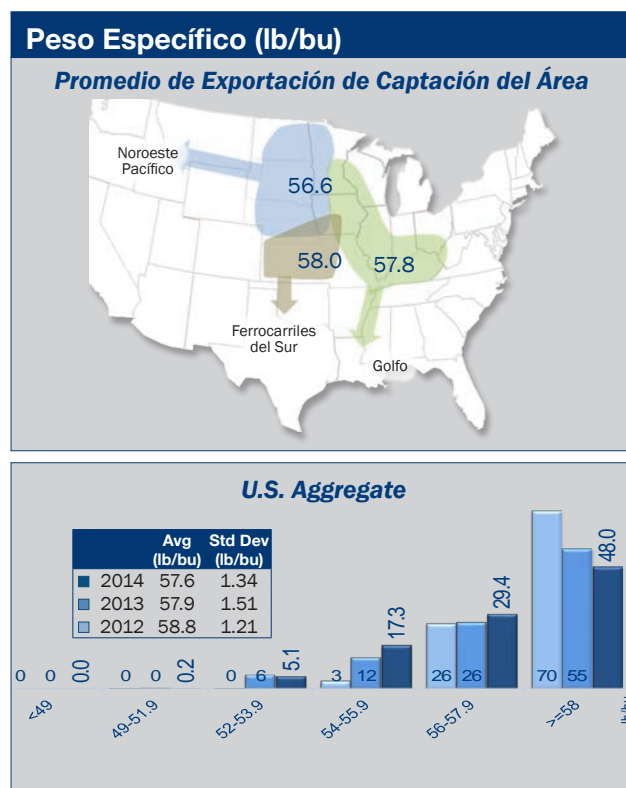 Peso Específico (lb/bu)
Promedio de Exportación de Captación del Área
Noroeste
Pacífico
56.6
58.0
57.8
Ferrocarriles
del Sur
Golfo
U.S. Aggregate
Avg Std Dev
(lb/bu) (lb/bu)
2014 57.6 1.34
2013 57.9 1.51
2012 58.8 1.21
0 0 0.0
0 0 0.2
0 6 5.1
3 12 17.3
26 26 29.4
70 55 48.0
<49 49-51.9 52-53.9 54-55.9 56-57.9 >=58
lb/bu